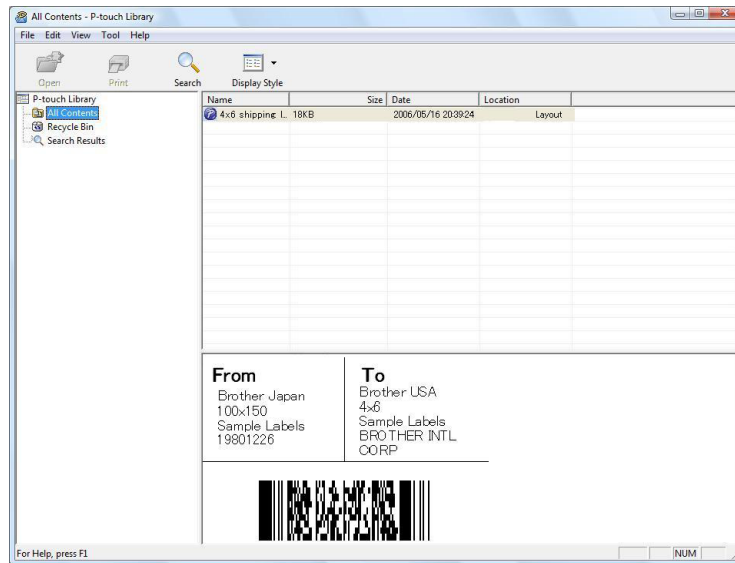 All Contents - P-touch Library
File Edit View Tool Help
Open Print Search Display Style
P-touch Library
All Contents
Recycle Bin
Search Results
Name Size Date Location
4x6 shipping l... 18KB 2006/05/16 20:39:24 Layout
From
Brother Japan
100x150
Sample Labels
19801226
To
Brother USA
4x6
Sample Labels
BROTHER INTL
CORP
For Help, press F1
NUM